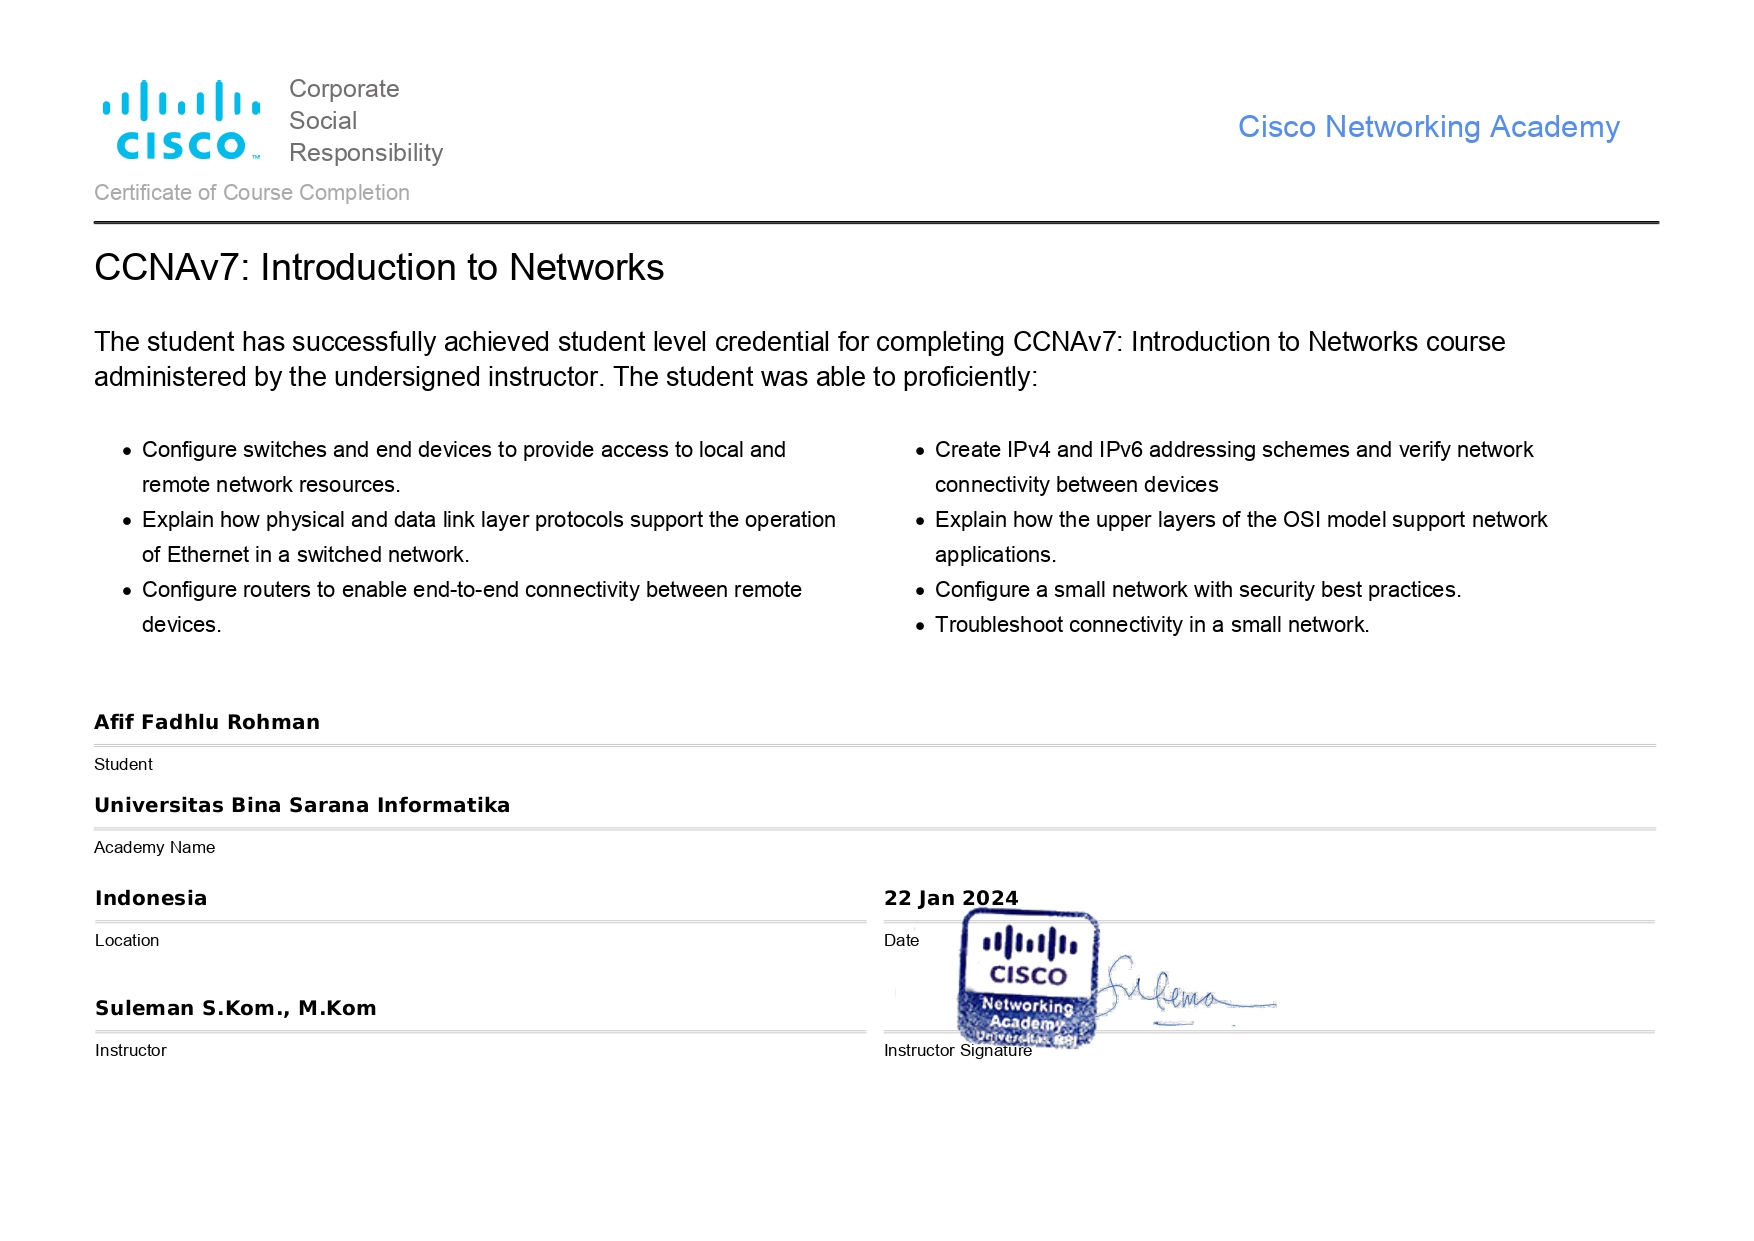 CISCO
Corporate
Social
Responsibility
Cisco Networking Academy
Certificate of Course Completion
CCNAv7: Introduction to Networks
The student has successfully achieved student level credential for completing CCNAv7: Introduction to Networks course
administered by the undersigned instructor. The student was able to proficiently:
• Configure switches and end devices to provide access to local and
remote network resources.
• Explain how physical and data link layer protocols support the operation
of Ethernet in a switched network.
• Configure routers to enable end-to-end connectivity between remote
devices.
• Create IPv4 and IPv6 addressing schemes and verify network
connectivity between devices
• Explain how the upper layers of the OSI model support network
applications.
• Configure a small network with security best practices.
• Troubleshoot connectivity in a small network.
Afif Fadhlu Rohman
Student
Universitas Bina Sarana Informatika
Academy Name
Indonesia
Location
22 Jan 2024
Date
CISCO
Networking
Academy
Universitas BSI
Sulema
Suleman S.Kom., M.Kom
Instructor
Instructor Signature